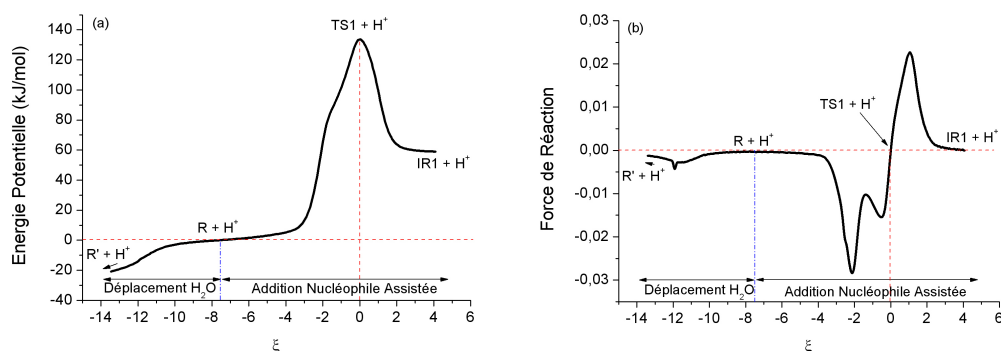 (a)
TS1 + H⁺
140
120
100
80
60
40
20
0
-20
-40
Energie Potentielle (kJ/mol)
IR1 + H⁺
R + H⁺
R' + H⁺
Déplacement H₂O
Addition Nucléophile Assistée
-14 -12 -10 -8 -6 -4 -2 0 2 4 6
ξ
(b)
0,03
0,02
0,01
0,00
-0,01
-0,02
-0,03
Force de Réaction
TS1 + H⁺
R + H⁺
IR1 + H⁺
R' + H⁺
Déplacement H₂O
Addition Nucléophile Assistée
-14 -12 -10 -8 -6 -4 -2 0 2 4 6
ξ